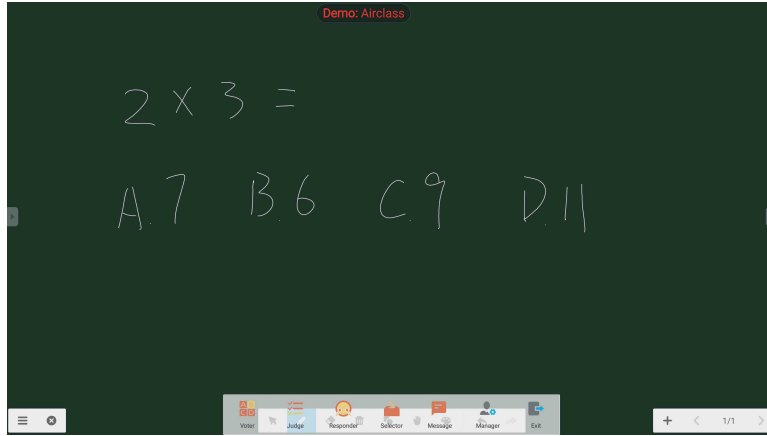 Demo: Airclass
2 × 3 =
A.7 B.6 C.9 D.11
Voter Judge Responder Selector Message Manager Exit
1/1